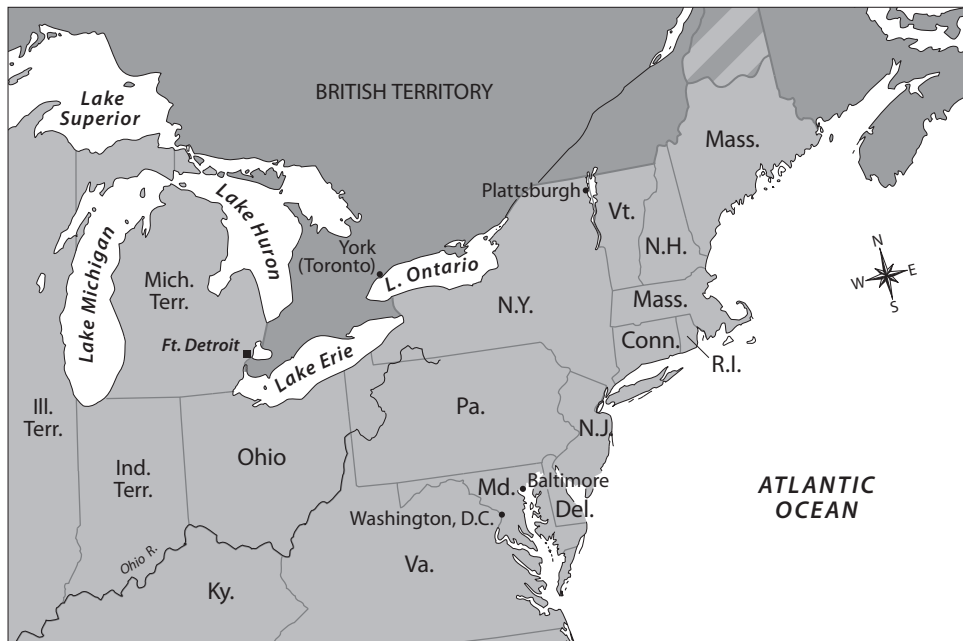 Lake
Superior
BRITISH TERRITORY
Mass.
Plattsburgh
Vt.
Lake Huron
N.H.
York
(Toronto)
L. Ontario
Lake Michigan
Mich.
Terr.
N.Y.
Mass.
N
W
E
S
Ft. Detroit
Lake Erie
Conn.
R.I.
Ill.
Terr.
Pa.
N.J.
Ind.
Terr.
Ohio
Md.
Baltimore
Washington, D.C.
Del.
ATLANTIC
OCEAN
Ohio R.
Va.
Ky.